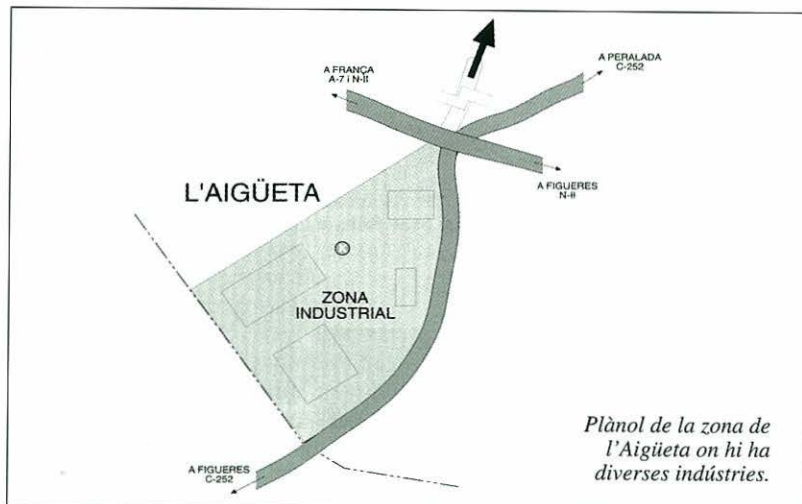 A FRANÇA
A-7 i N-II
A PERALADA
C-252
L'AIGÜETA
A FIGUERES
N-II
ZONA
INDUSTRIAL
A FIGUERES
C-252
Plànol de la zona de
l'Aigüeta on hi ha
diverses indústries.